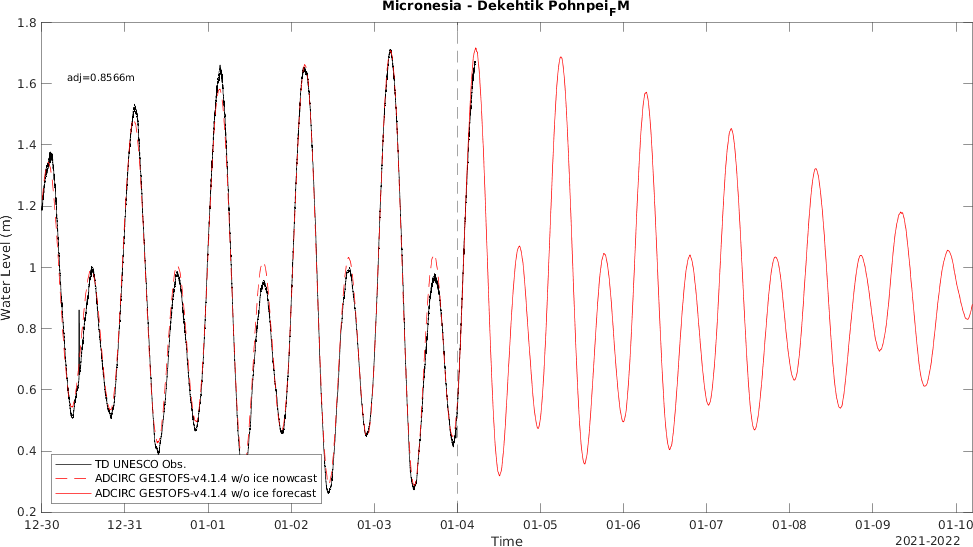 Micronesia - Dekehtik PohnpeiFM
adj=0.8566m
Water Level (m)
1.8
1.6
1.4
1.2
1
0.8
0.6
0.4
0.2
TD UNESCO Obs.
ADCIRC GESTOFS-v4.1.4 w/o ice nowcast
ADCIRC GESTOFS-v4.1.4 w/o ice forecast
12-30 12-31 01-01 01-02 01-03 01-04 01-05 01-06 01-07 01-08 01-09 01-10
Time
2021-2022